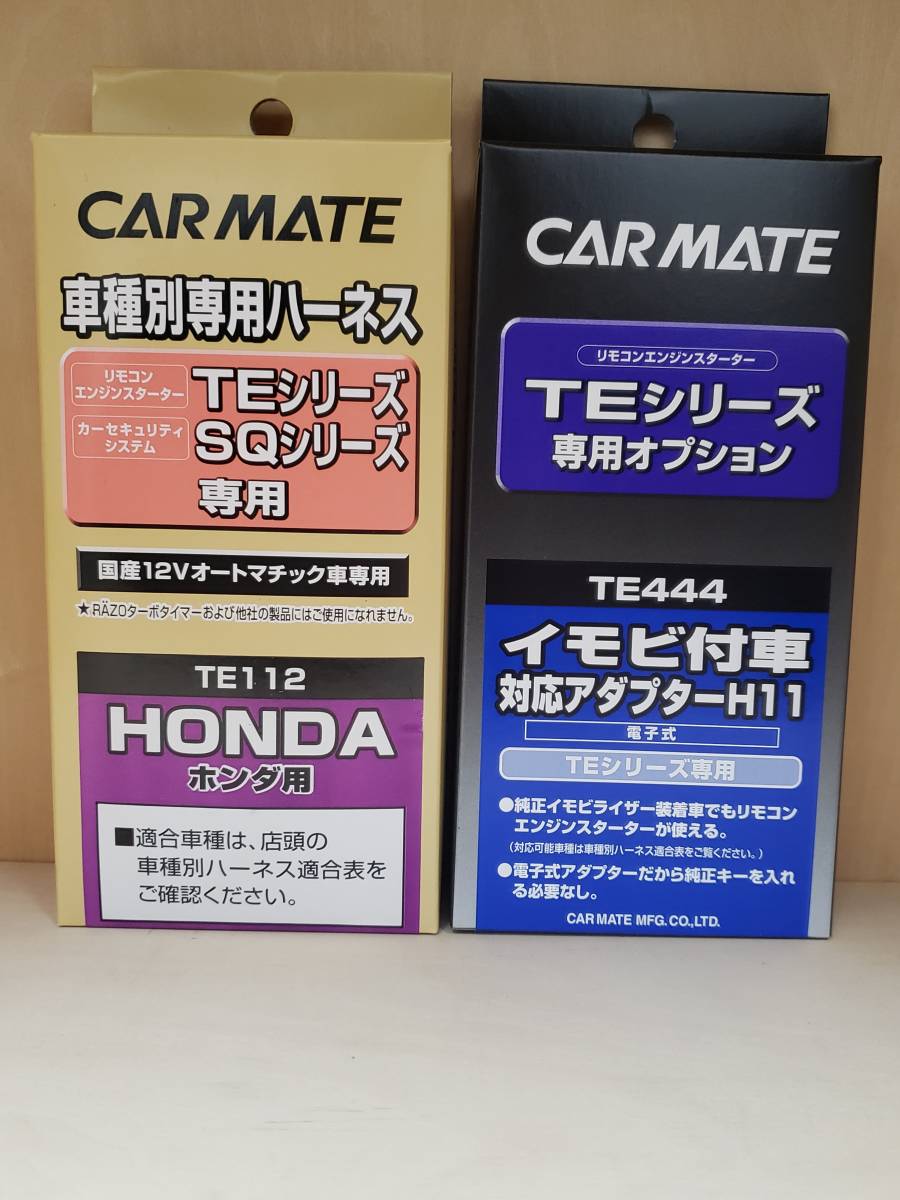 CAR MATE
車種別専用ハーネス
リモコン
エンジンスターター
TEシリーズ
カーセキュリティ
システム
SQシリーズ
専用
国産12Vオートマチック車専用
★RÄZOターボタイマーおよび他社の製品にはご使用になれません。
TE112
HONDA
ホンダ用
■適合車種は、店頭の
車種別ハーネス適合表を
ご確認ください。
CAR MATE
リモコンエンジンスターター
TEシリーズ
専用オプション
TE444
イモビ付車
対応アダプターH11
電子式
TEシリーズ専用
●純正イモビライザー装着車でもリモコン
エンジンスターターが使える。
(対応可能車種は車種別ハーネス適合表をご覧ください。)
●電子式アダプターだから純正キーを入れ
る必要なし。
CAR MATE MFG. CO.,LTD.